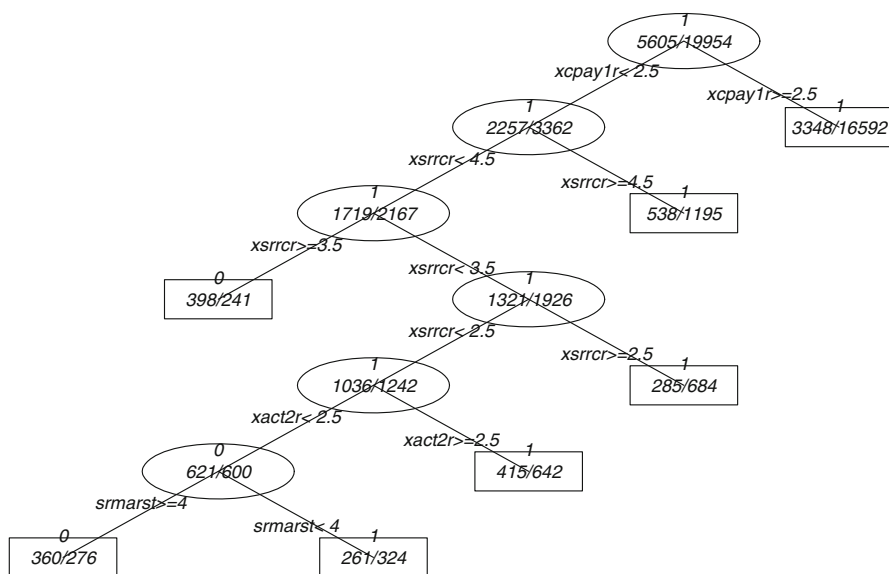 1
5605/19954
xcpay1r< 2.5
xcpay1r>=2.5
1
2257/3362
1
3348/16592
xsrrcr< 4.5
xsrrcr>=4.5
1
1719/2167
1
538/1195
xsrrcr>=3.5
xsrrcr< 3.5
0
398/241
1
1321/1926
xsrrcr< 2.5
xsrrcr>=2.5
1
1036/1242
1
285/684
xact2r< 2.5
xact2r>=2.5
0
621/600
1
415/642
srmarst>=4
srmarst< 4
0
360/276
1
261/324